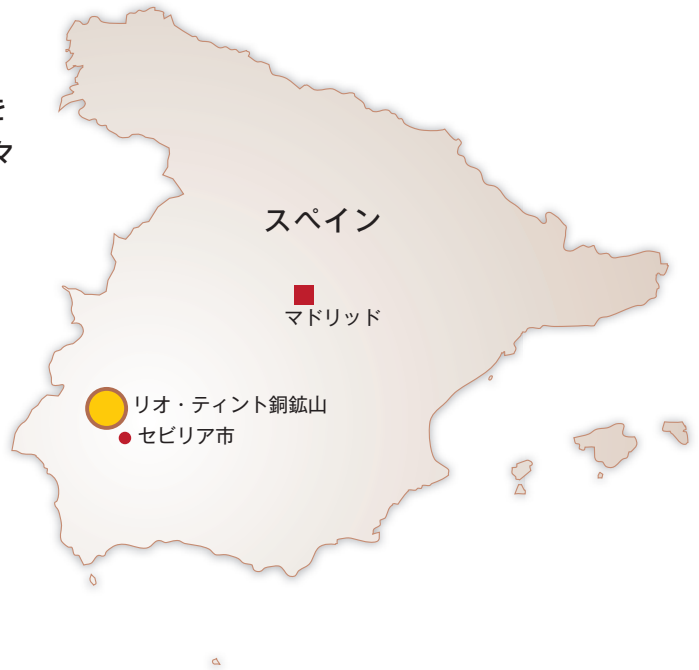 々
スペイン
マドリッド
リオ・ティント銅鉱山
セビリア市